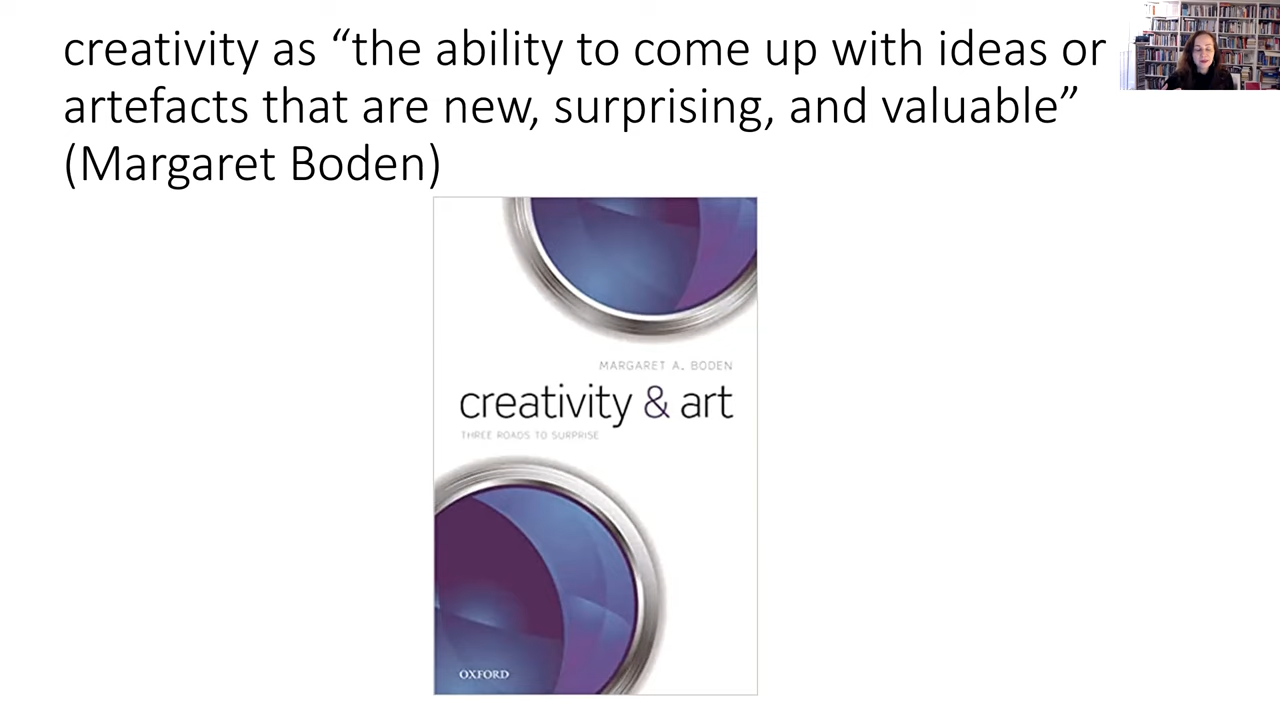 creativity as “the ability to come up with ideas or
artefacts that are new, surprising, and valuable”
(Margaret Boden)
MARGARET A. BODEN
creativity & art
THREE ROADS TO SURPRISE
OXFORD